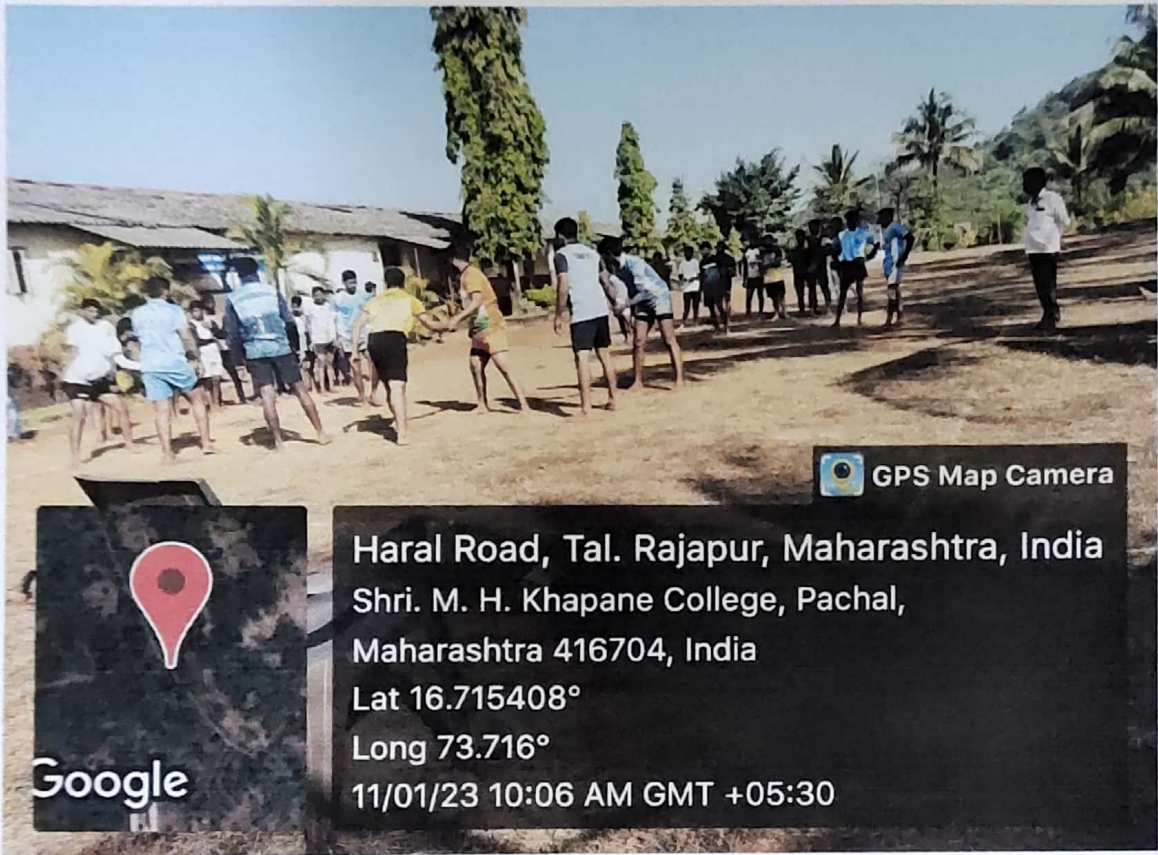 GPS Map Camera
Haral Road, Tal. Rajapur, Maharashtra, India
Shri. M. H. Khapane College, Pachal,
Maharashtra 416704, India
Lat 16.715408°
Long 73.716°
11/01/23 10:06 AM GMT +05:30
Google